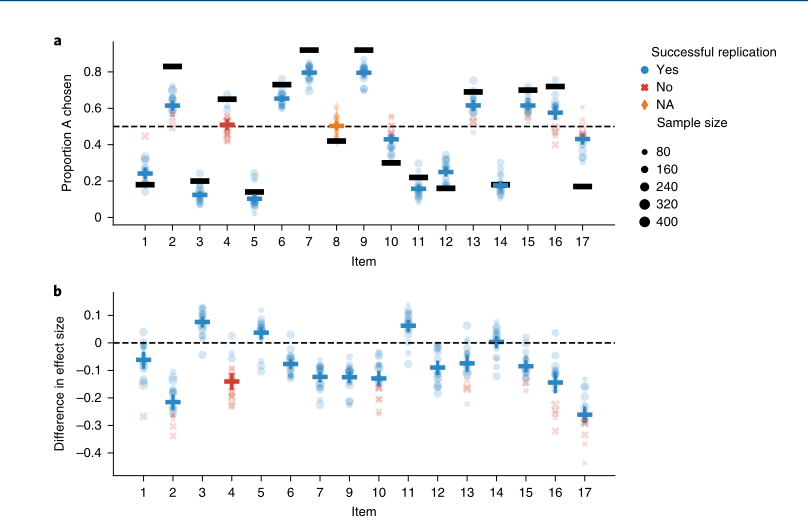 a
Proportion A chosen
0.8
0.6
0.4
0.2
0
1 2 3 4 5 6 7 8 9 10 11 12 13 14 15 16 17
Item
Successful replication
Yes
No
NA
Sample size
80
160
240
320
400
b
Difference in effect size
0.1
0
−0.1
−0.2
−0.3
−0.4
1 2 3 4 5 6 7 8 9 10 11 12 13 14 15 16 17
Item